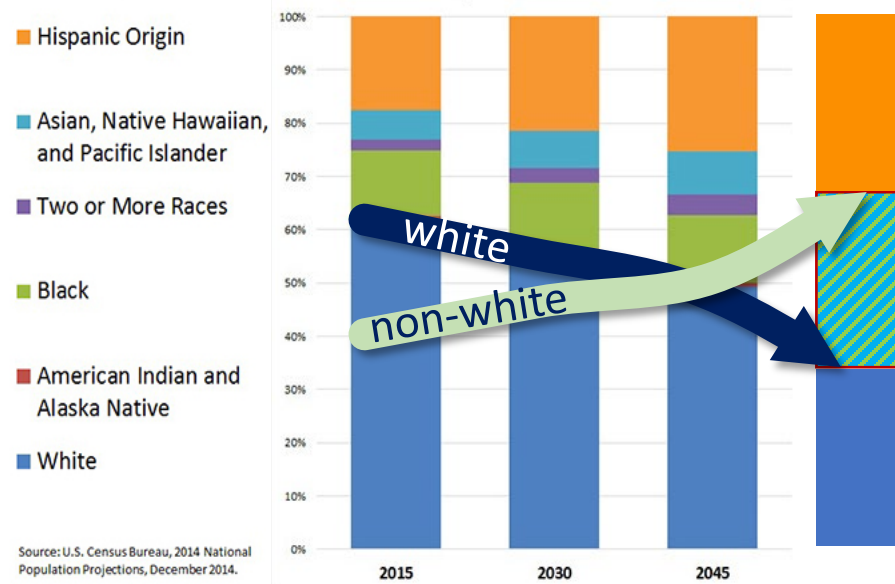 Hispanic Origin
Asian, Native Hawaiian,
and Pacific Islander
Two or More Races
Black
American Indian and
Alaska Native
White
Source: U.S. Census Bureau, 2014 National
Population Projections, December 2014.
100%
90%
80%
70%
60%
50%
40%
30%
20%
10%
0%
white
non-white
2015
2030
2045